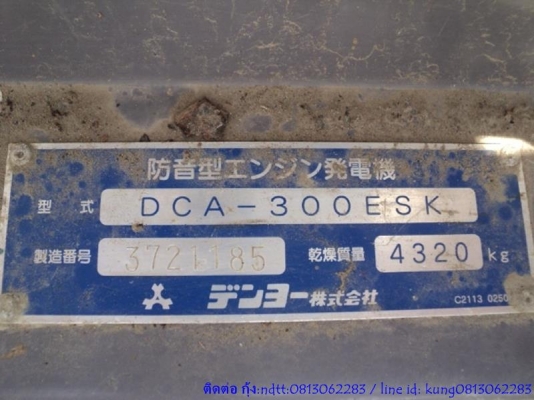 防音型エンジン発電機
型式 DCA-300ESK
製造番号 3721185 乾燥質量 4320 kg
デンヨー株式会社
C2113 0250
ติดต่อ กุ้ง:ndtt:0813062283 / line id: kung0813062283